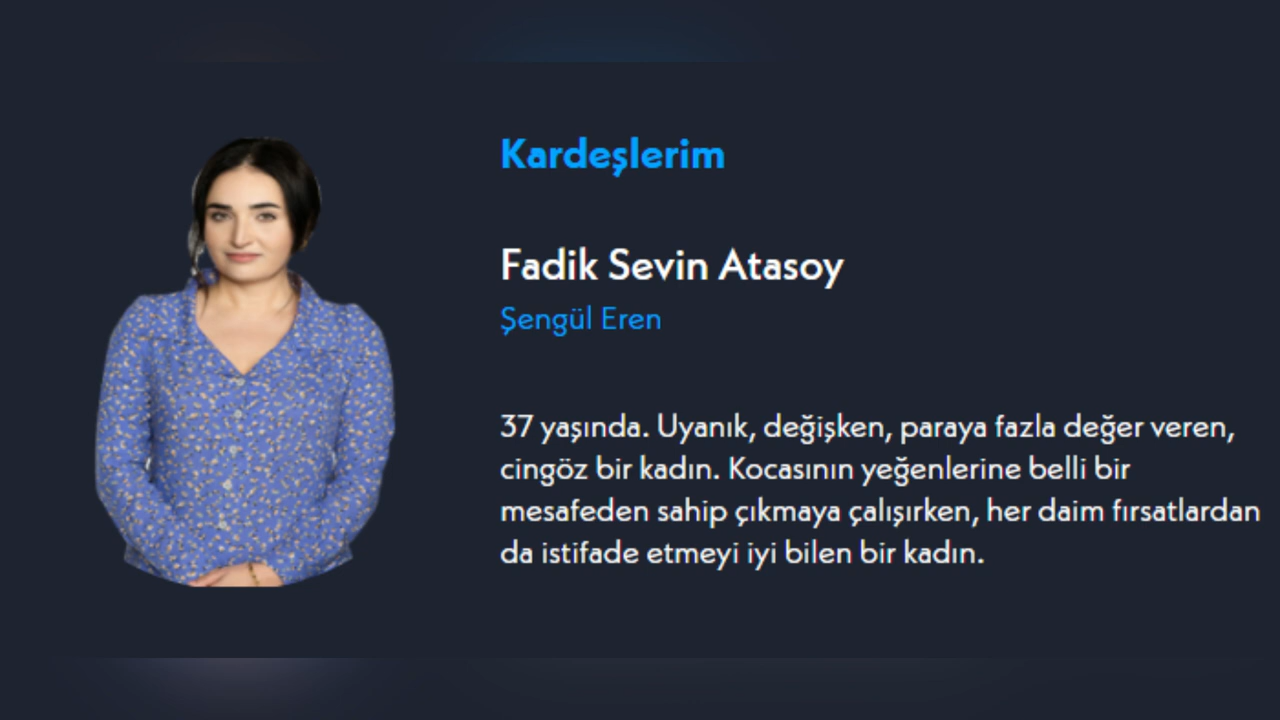 Kardeşlerim
Fadik Sevin Atasoy
Şengül Eren
37 yaşında. Uyanık, değişken, paraya fazla değer veren,
cingöz bir kadın. Kocasının yeğenlerine belli bir
mesafeden sahip çıkmaya çalışırken, her daim fırsatlardan
da istifade etmeyi iyi bilen bir kadın.